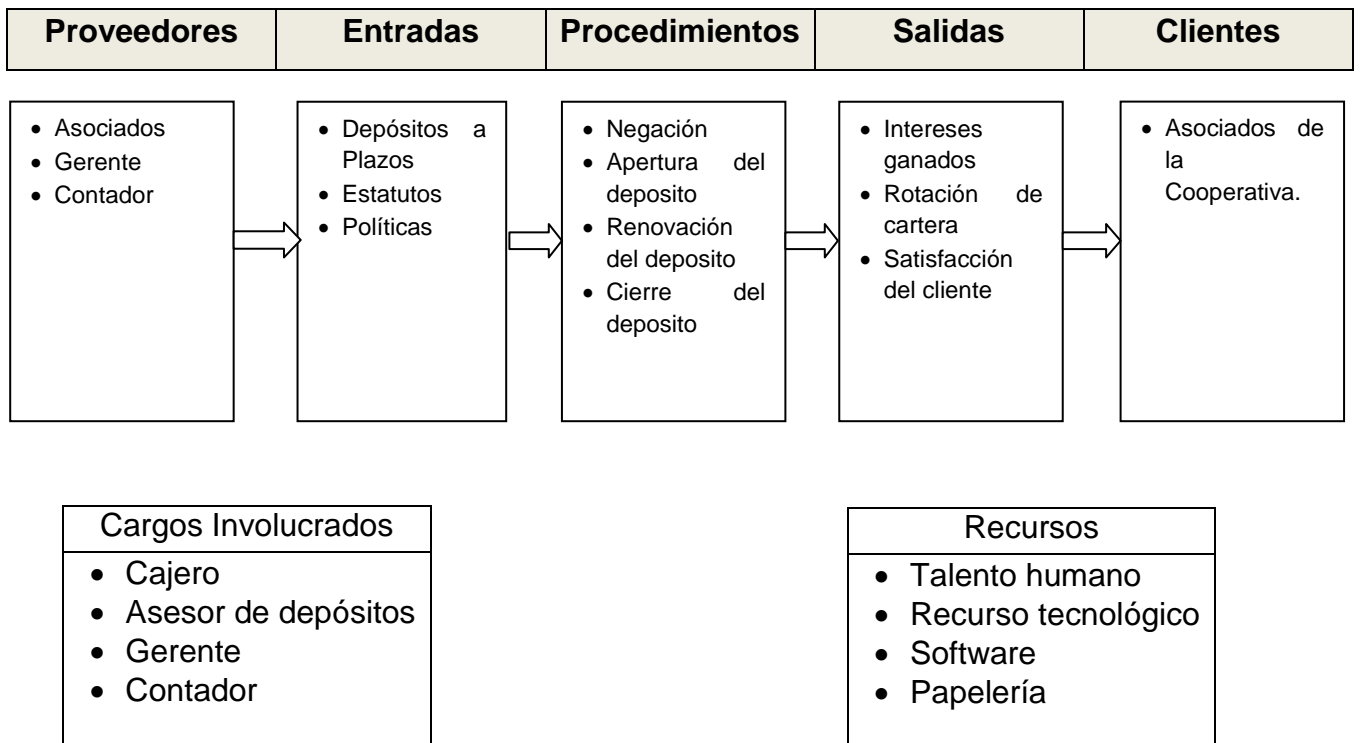 Proveedores Entradas Procedimientos Salidas Clientes
• Asociados
• Gerente
• Contador
• Depósitos a
Plazos
• Estatutos
• Políticas
• Negación
• Apertura del
deposito
• Renovación
del deposito
• Cierre del
deposito
• Intereses
ganados
• Rotación de
cartera
• Satisfacción
del cliente
• Asociados de
la
Cooperativa.
Cargos Involucrados
• Cajero
• Asesor de depósitos
• Gerente
• Contador
Recursos
• Talento humano
• Recurso tecnológico
• Software
• Papelería